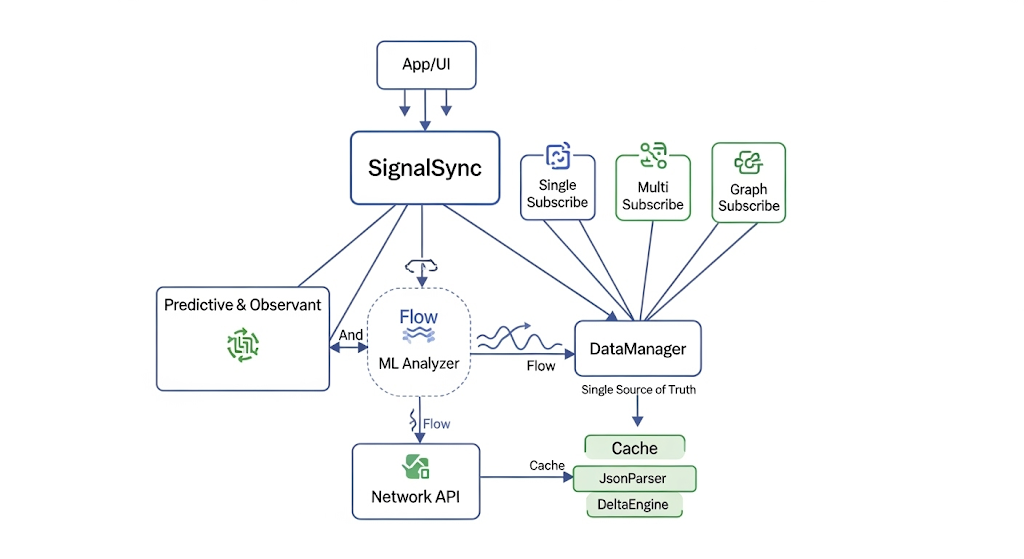 App/UI
SignalSync
Single
Subscribe
Multi
Subscribe
Graph
Subscribe
Predictive & Observant
And
Flow
ML Analyzer
Flow
DataManager
Single Source of Truth
Flow
Network API
Cache
Cache
JsonParser
DeltaEngine